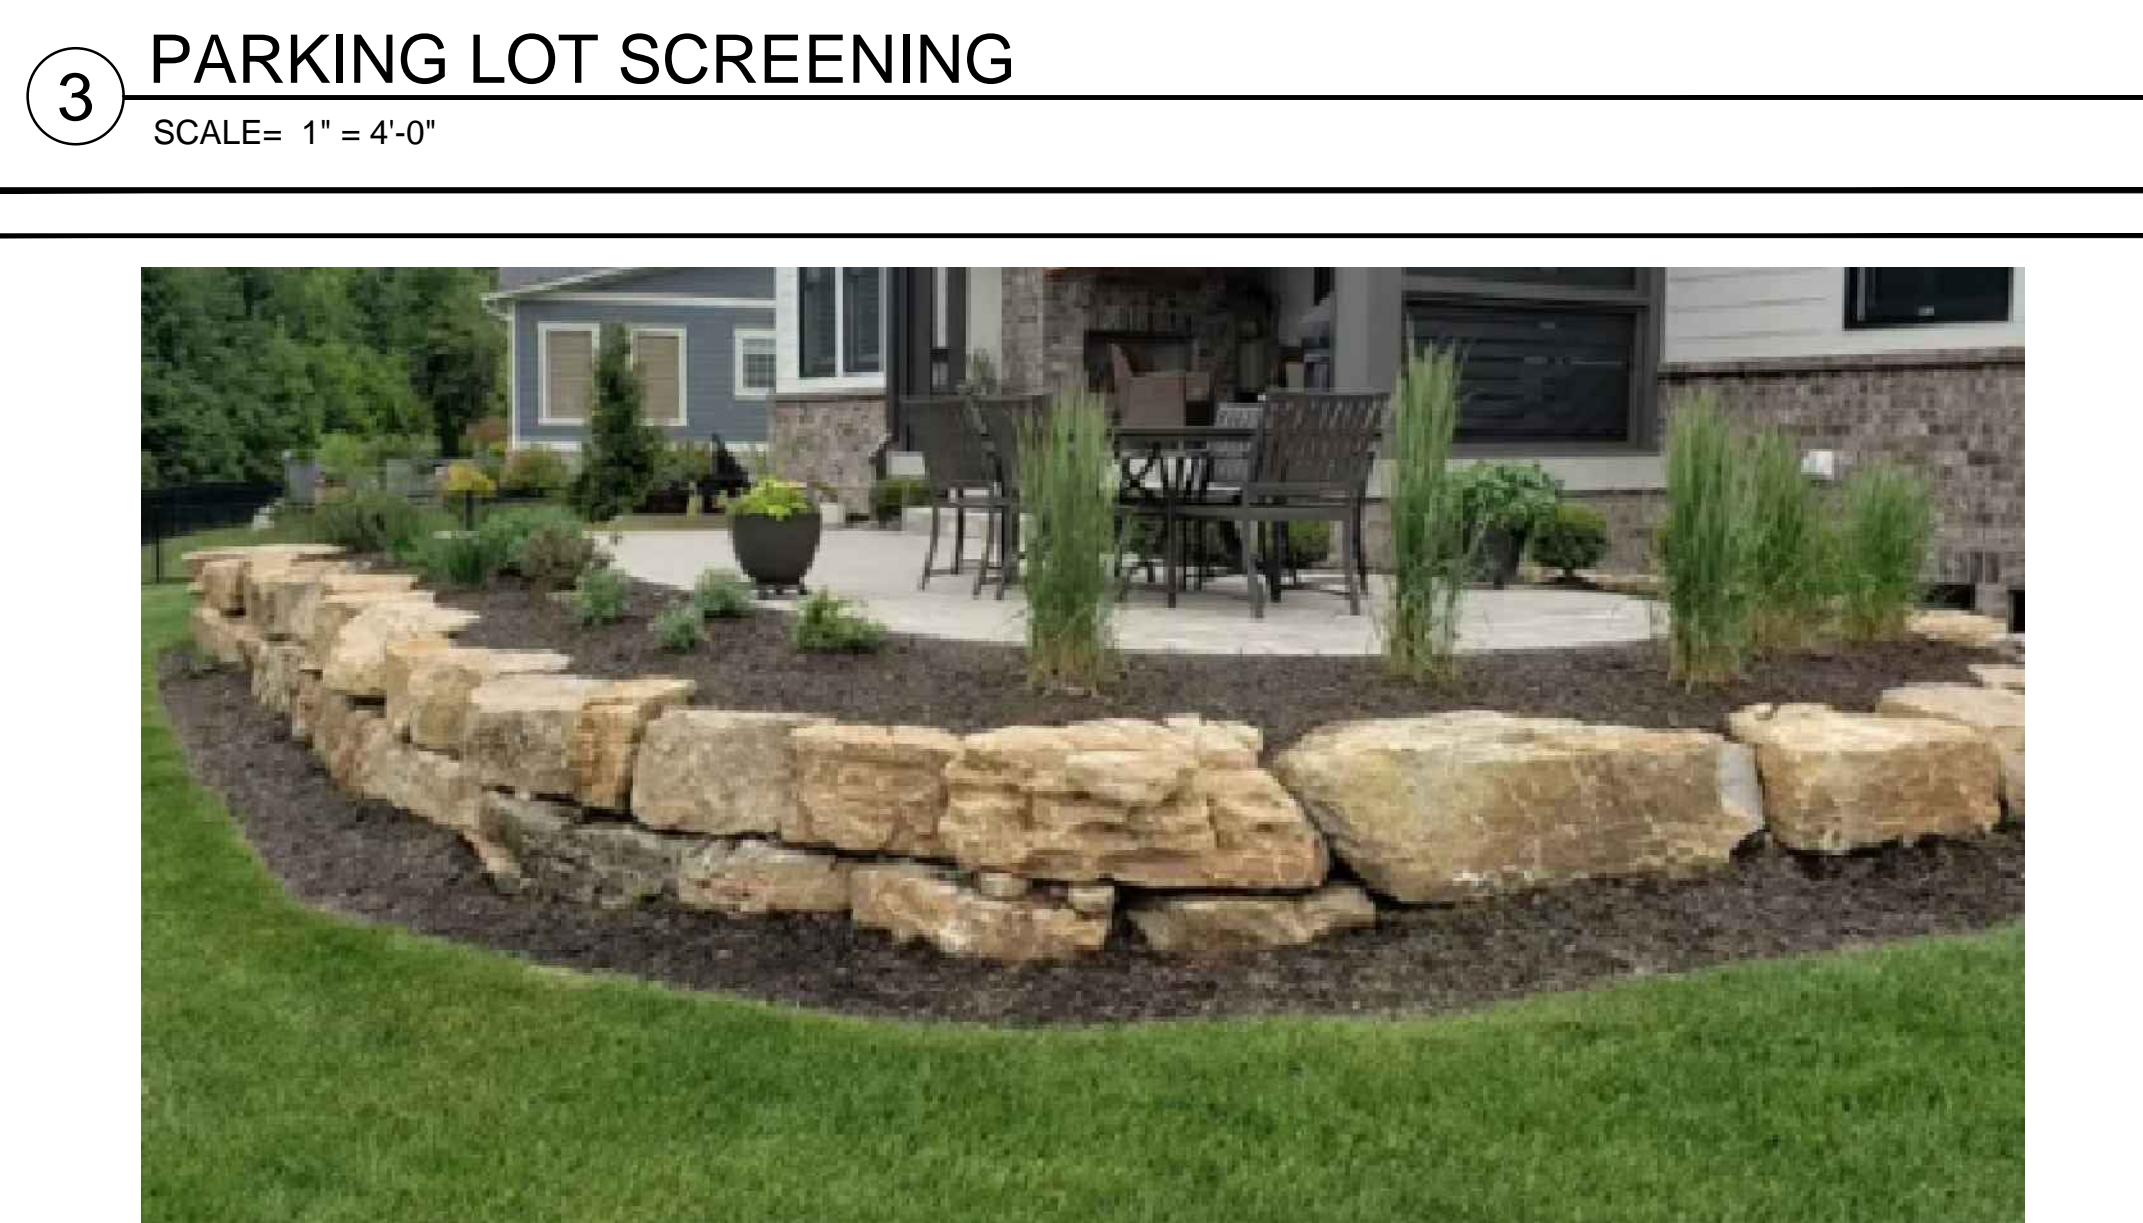 3
PARKING LOT SCREENING
SCALE= 1" = 4'-0"